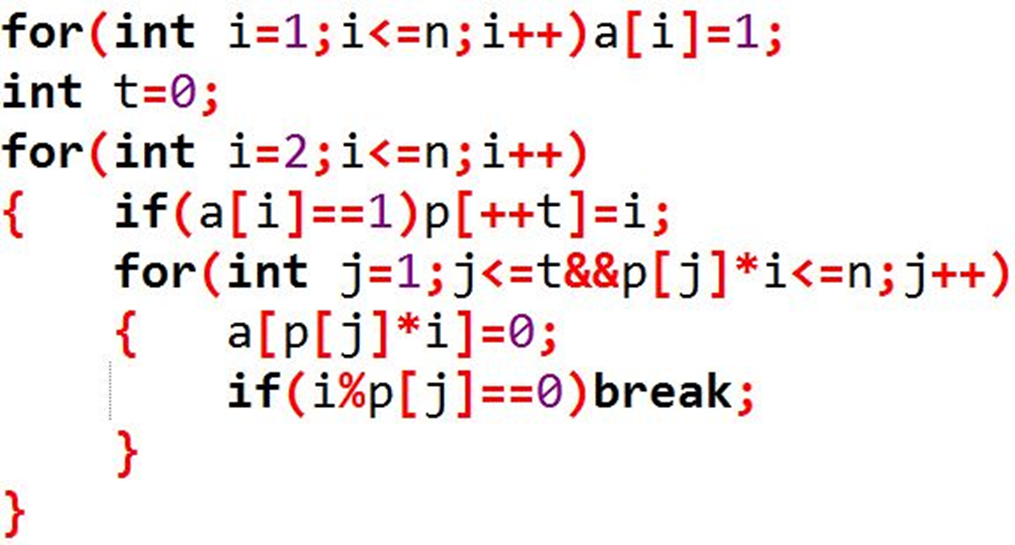 for(int i=1;i<=n;i++)a[i]=1;
int t=0;
for(int i=2;i<=n;i++)
{   if(a[i]==1)p[++t]=i;
    for(int j=1;j<=t&&p[j]*i<=n;j++)
    {   a[p[j]*i]=0;
        if(i%p[j]==0)break;
    }
}